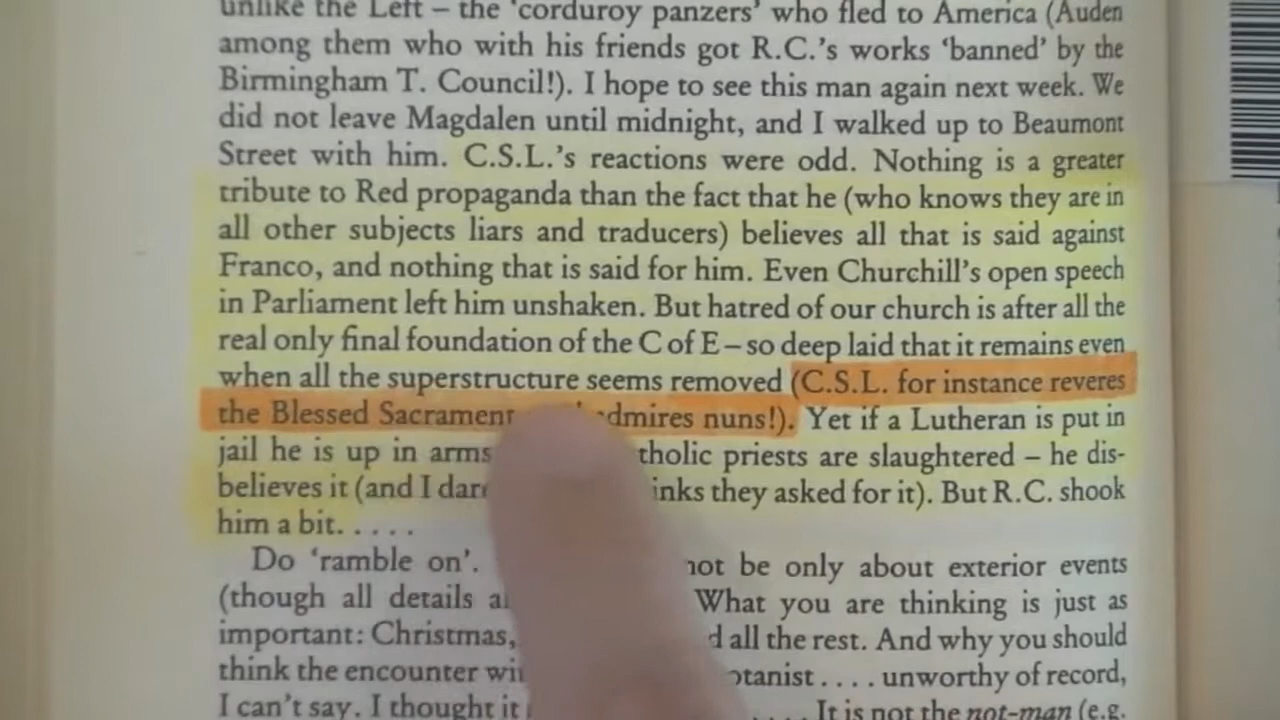 unlike the Left – the 'corduroy panzers' who fled to America (Auden
among them who with his friends got R.C.'s works 'banned' by the
Birmingham T. Council!). I hope to see this man again next week. We
did not leave Magdalen until midnight, and I walked up to Beaumont
Street with him. C.S.L.'s reactions were odd. Nothing is a greater
tribute to Red propaganda than the fact that he (who knows they are in
all other subjects liars and traducers) believes all that is said against
Franco, and nothing that is said for him. Even Churchill's open speech
in Parliament left him unshaken. But hatred of our church is after all the
real only final foundation of the C of E – so deep laid that it remains even
when all the superstructure seems removed (C.S.L. for instance reveres
the Blessed Sacrament admires nuns!). Yet if a Lutheran is put in
jail he is up in arms priests are slaughtered – he dis-
believes it (and I they asked for it). But R.C. shook
him a bit. . . . .
Do 'ramble on'. not be only about exterior events
(though all details What you are thinking is just as
important: Christmas, all the rest. And why you should
think the encounter . . . . unworthy of record,
I can't say. I thought it . . . . It is not the not-man (e.g.